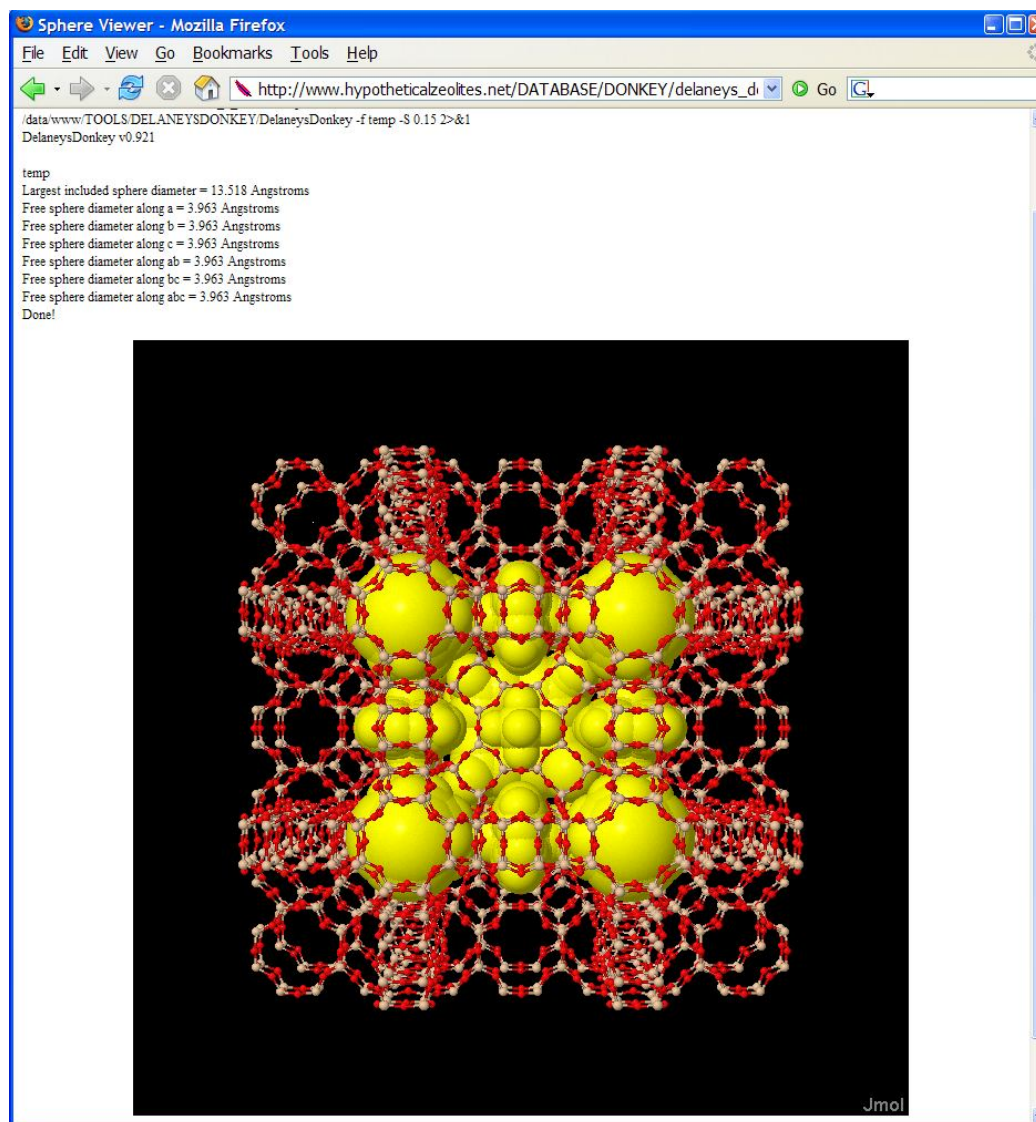 Sphere Viewer - Mozilla Firefox
File Edit View Go Bookmarks Tools Help
http://www.hypotheticalzeolites.net/DATABASE/DONKEY/delaneys_d Go G
/data/www/TOOLS/DELANEYSDONKEY/DelaneysDonkey -f temp -S 0.15 2>&1
DelaneysDonkey v0.921
temp
Largest included sphere diameter = 13.518 Angstroms
Free sphere diameter along a = 3.963 Angstroms
Free sphere diameter along b = 3.963 Angstroms
Free sphere diameter along c = 3.963 Angstroms
Free sphere diameter along ab = 3.963 Angstroms
Free sphere diameter along bc = 3.963 Angstroms
Free sphere diameter along abc = 3.963 Angstroms
Done!
Jmol